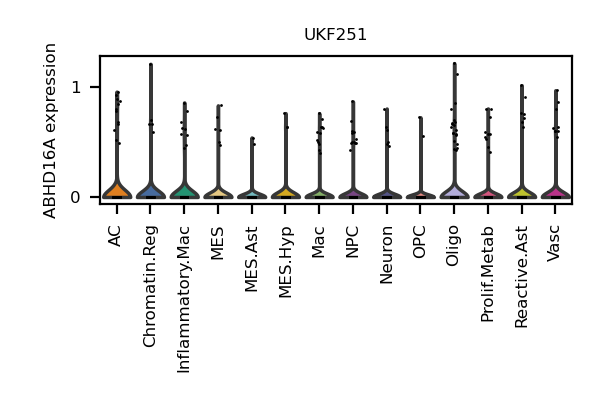 UKF251
ABHD16A expression
1
0
AC
Chromatin.Reg
Inflammatory.Mac
MES
MES.Ast
MES.Hyp
Mac
NPC
Neuron
OPC
Oligo
Prolif.Metab
Reactive.Ast
Vasc